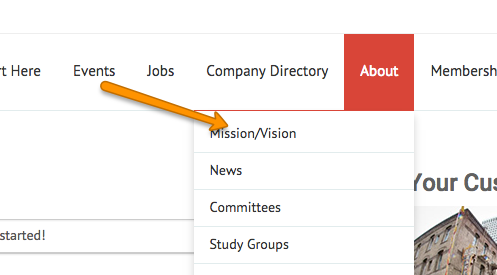 rt Here Events Jobs Company Directory About Membersh
Mission/Vision
News
Your Cus
Committees
started!
Study Groups